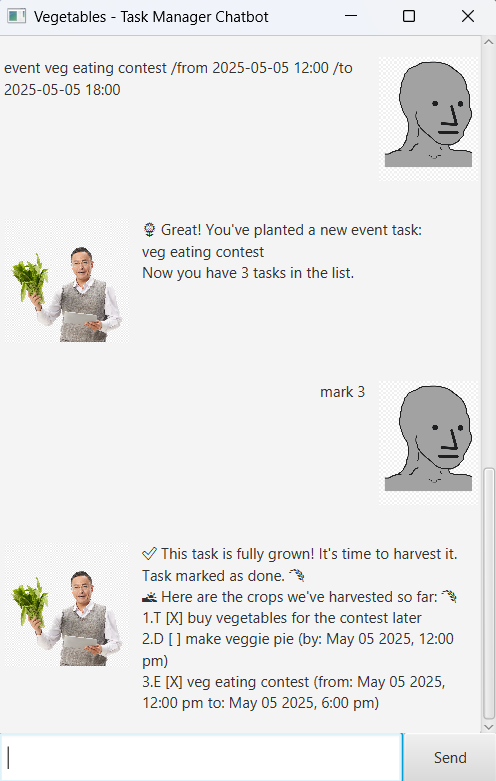 Vegetables - Task Manager Chatbot
event veg eating contest /from 2025-05-05 12:00 /to
2025-05-05 18:00
Great! You've planted a new event task:
veg eating contest
Now you have 3 tasks in the list.
mark 3
This task is fully grown! It's time to harvest it.
Task marked as done.
Here are the crops we've harvested so far:
1.T [X] buy vegetables for the contest later
2.D [ ] make veggie pie (by: May 05 2025, 12:00
pm)
3.E [X] veg eating contest (from: May 05 2025,
12:00 pm to: May 05 2025, 6:00 pm)
Send